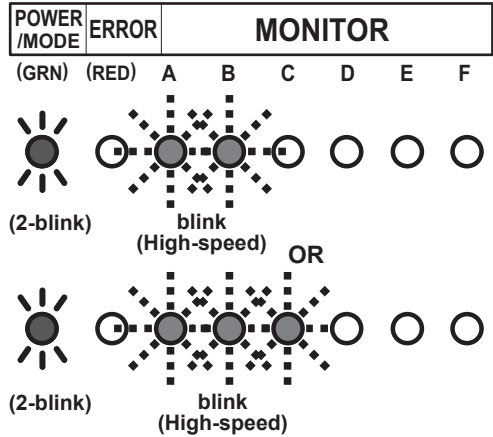 POWER /MODE ERROR MONITOR
(GRN) (RED) A B C D E F
(2-blink) blink
(High-speed)
OR
(2-blink) blink
(High-speed)